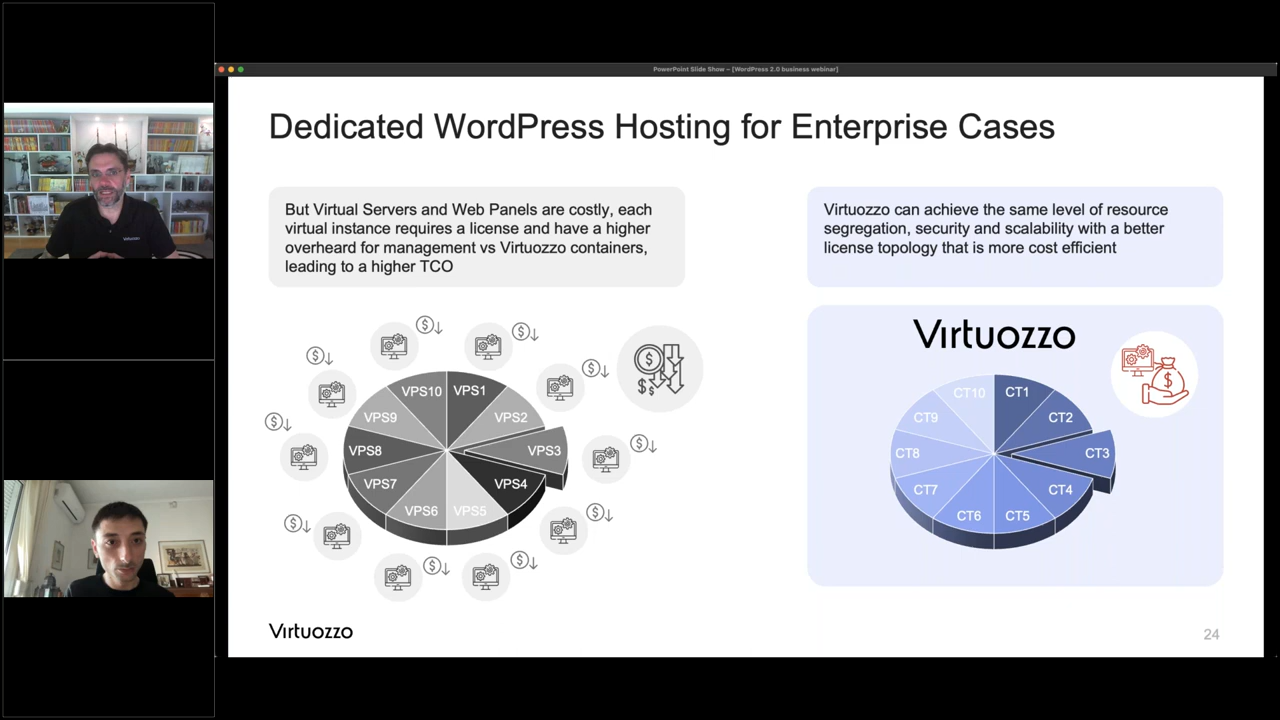 PowerPoint Slide Show – [WordPress 2.0 business webinar]
Dedicated WordPress Hosting for Enterprise Cases
But Virtual Servers and Web Panels are costly, each
virtual instance requires a license and have a higher
overheard for management vs Virtuozzo containers,
leading to a higher TCO
Virtuozzo can achieve the same level of resource
segregation, security and scalability with a better
license topology that is more cost efficient
VPS10
VPS1
VPS9
VPS2
VPS8
VPS3
VPS7
VPS4
VPS6
VPS5
Virtuozzo
CT10
CT1
CT9
CT2
CT8
CT3
CT7
CT4
CT6
CT5
Virtuozzo
24